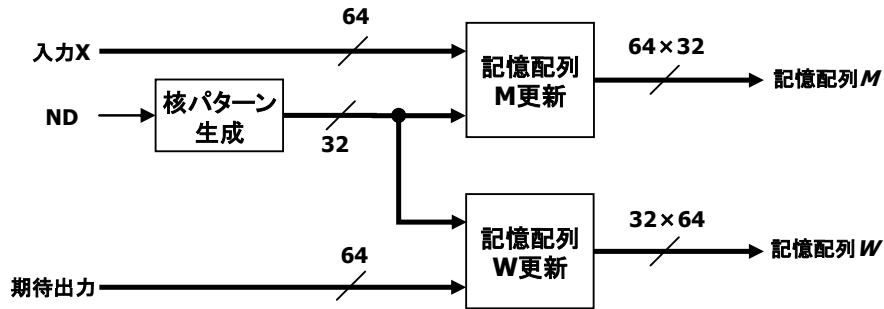 64
入力X
記憶配列
M更新
64×32
記憶配列M
ND
核パターン
生成
32
記憶配列
W更新
32×64
記憶配列W
64
期待出力